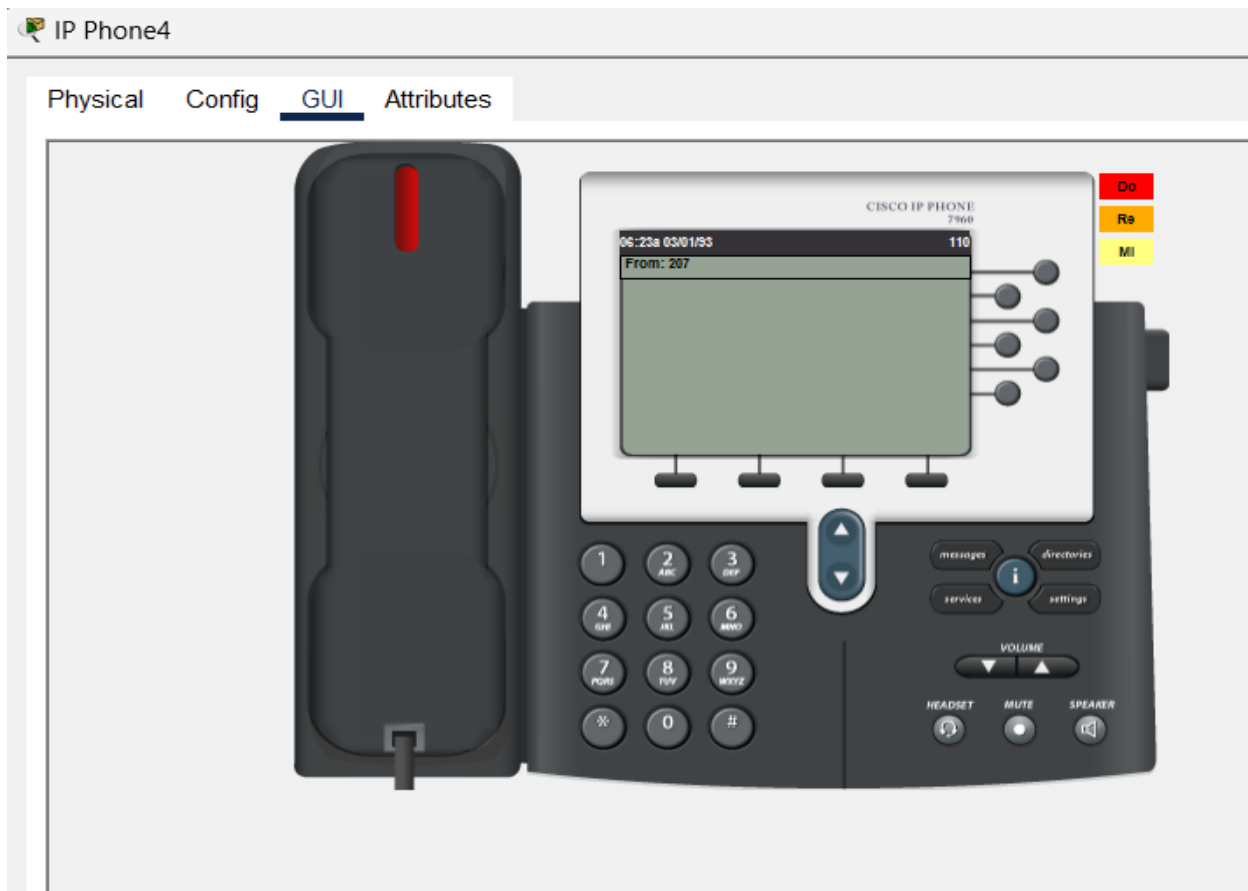 IP Phone4
Physical Config GUI Attributes
CISCO IP PHONE
7960
06:23a 03/01/93 110
From: 207
Do
Re
MI
1
2 ABC
3 DEF
4 GHI
5 JKL
6 MNO
7 PQRS
8 TUV
9 WXYZ
*
0
#
messages
directories
i
services
settings
VOLUME
HEADSET MUTE SPEAKER